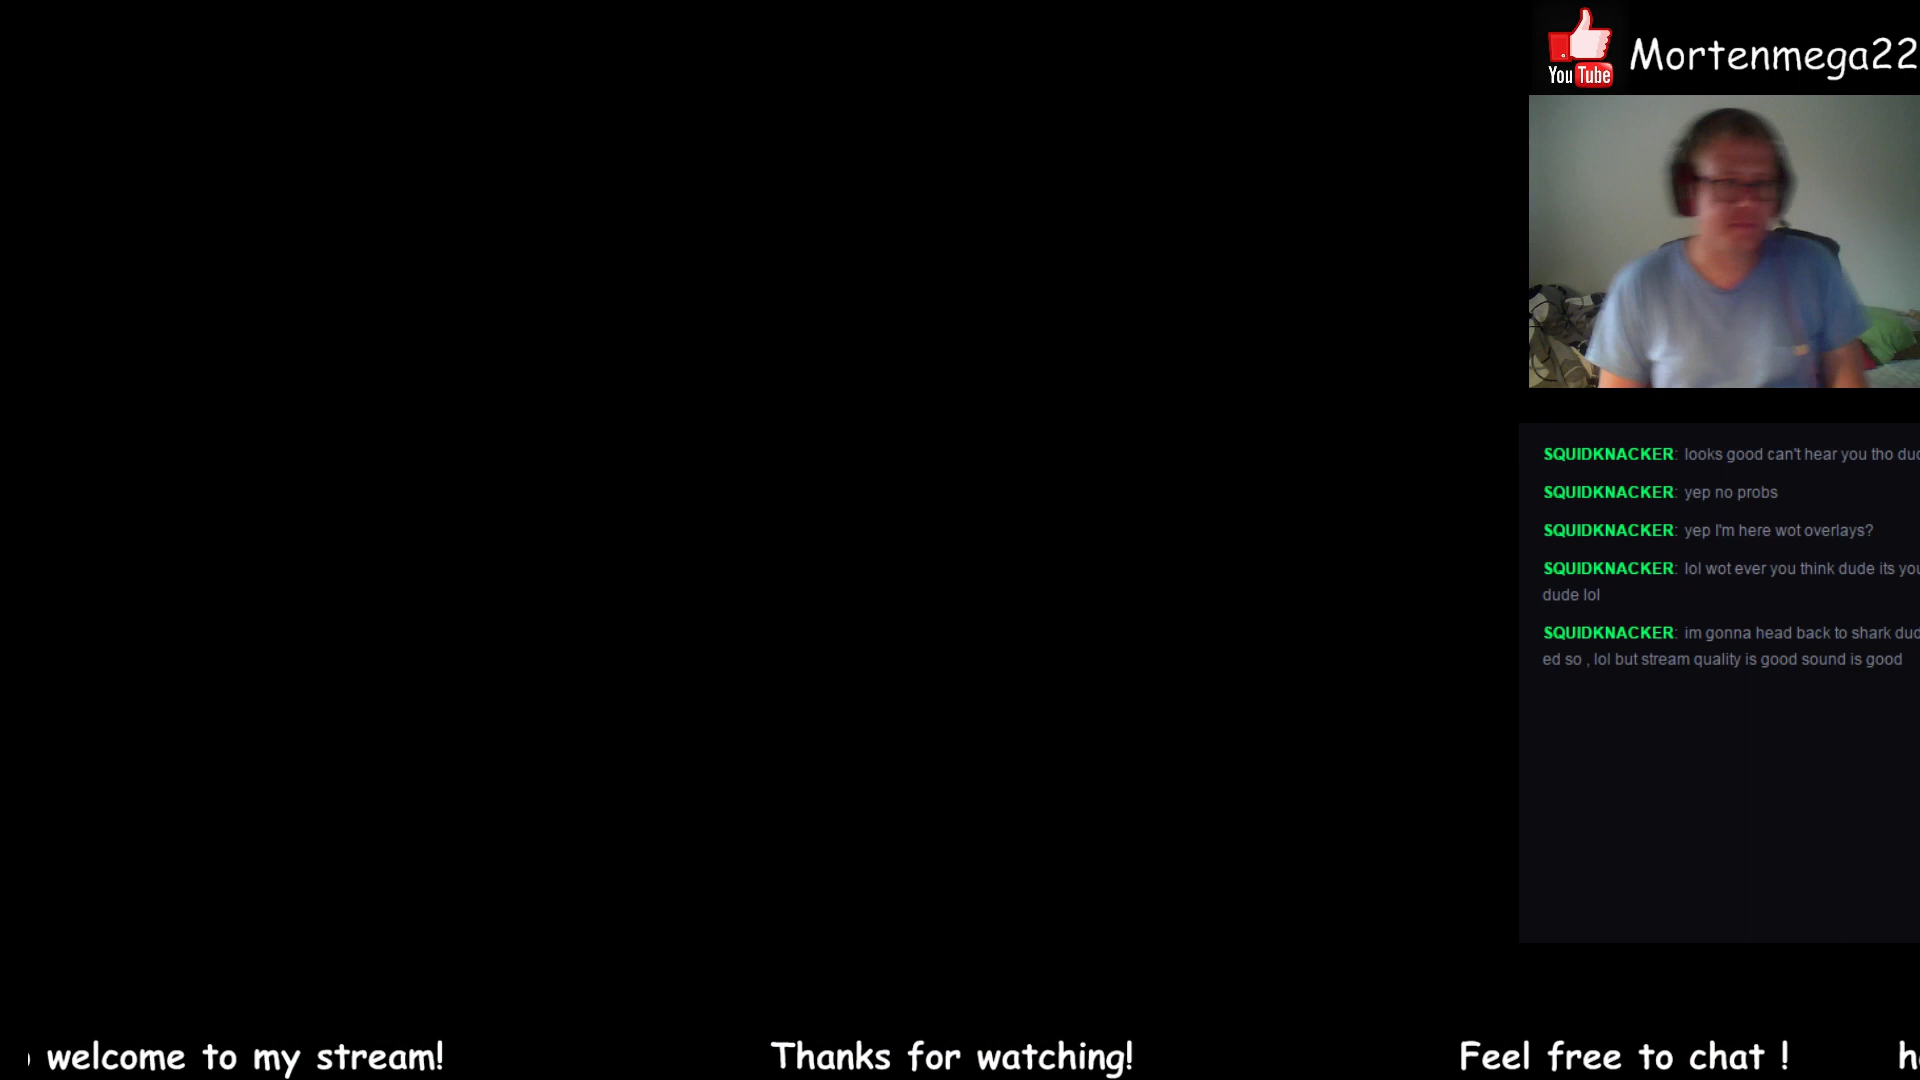 You Tube
Mortenmega22
SQUIDKNACKER: looks good can't hear you tho
SQUIDKNACKER: yep no probs
SQUIDKNACKER: yep I'm here wot overlays?
SQUIDKNACKER: lol wot ever you think dude its
dude lol
SQUIDKNACKER: im gonna head back to shark
ed so , lol but stream quality is good sound is good
welcome to my stream! Thanks for watching! Feel free to chat !